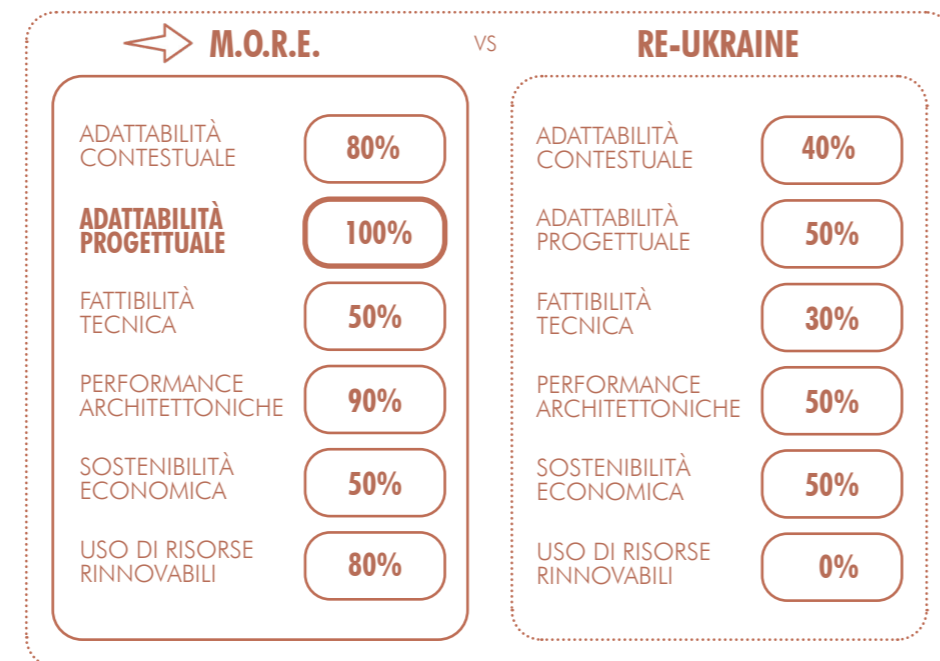 M.O.R.E. VS RE-UKRAINE
ADATTABILITÀ
CONTESTUALE
80%
ADATTABILITÀ
PROGETTUALE
100%
FATTIBILITÀ
TECNICA
50%
PERFORMANCE
ARCHITETTONICHE
90%
SOSTENIBILITÀ
ECONOMICA
50%
USO DI RISORSE
RINNOVABILI
80%
ADATTABILITÀ
CONTESTUALE
40%
ADATTABILITÀ
PROGETTUALE
50%
FATTIBILITÀ
TECNICA
30%
PERFORMANCE
ARCHITETTONICHE
50%
SOSTENIBILITÀ
ECONOMICA
50%
USO DI RISORSE
RINNOVABILI
0%